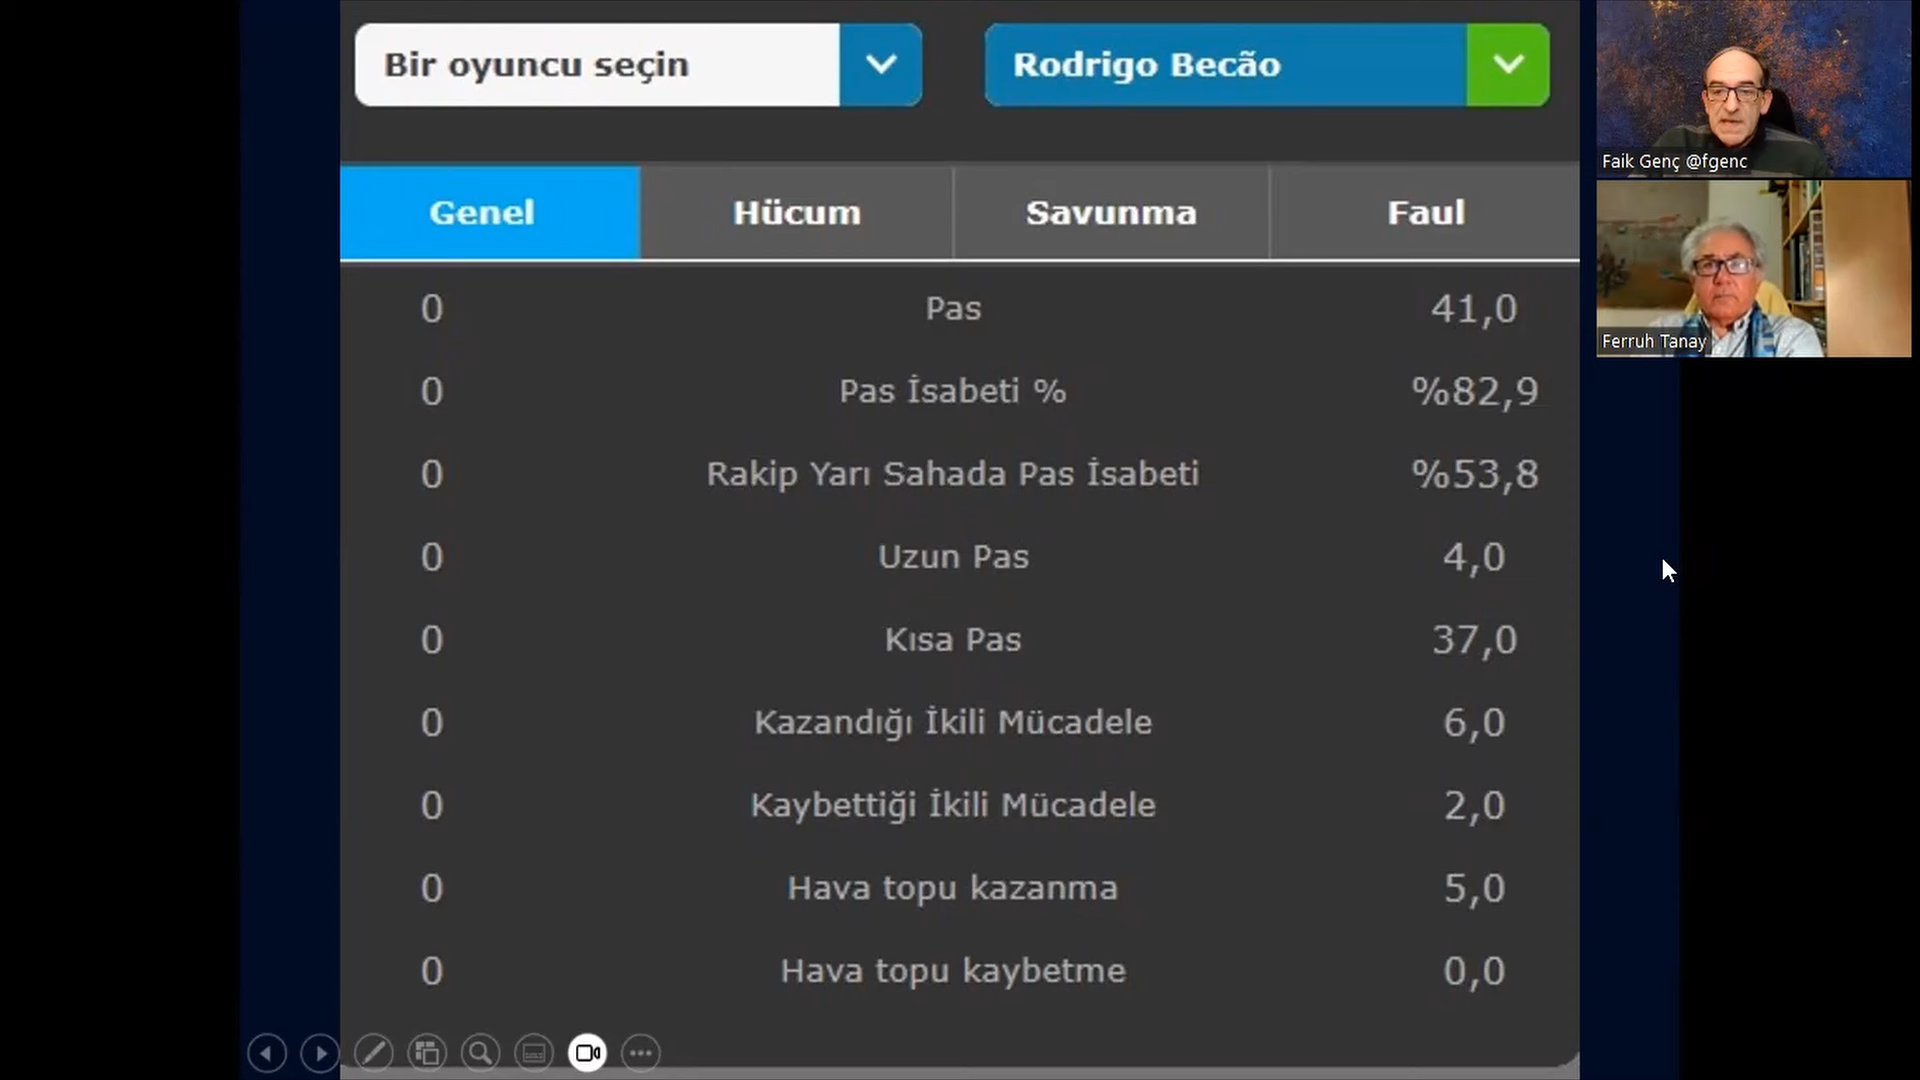 Bir oyuncu seçin
Rodrigo Becão
Genel Hücum Savunma Faul
0 Pas 41,0
0 Pas İsabeti % %82,9
0 Rakip Yarı Sahada Pas İsabeti %53,8
0 Uzun Pas 4,0
0 Kısa Pas 37,0
0 Kazandığı İkili Mücadele 6,0
0 Kaybettiği İkili Mücadele 2,0
0 Hava topu kazanma 5,0
0 Hava topu kaybetme 0,0
Faik Genç @fgenc
Ferruh Tanay